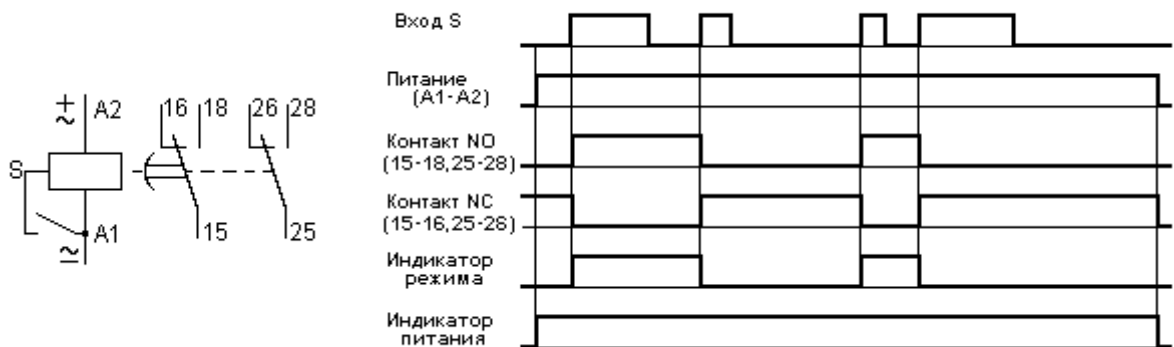 Вход S
Питание
(A1-A2)
Контакт NO
(15-18,25-28)
Контакт NC
(15-16,25-28)
Индикатор
режима
Индикатор
питания
+
~
A2
16 18
26 28
S
A1
15
25